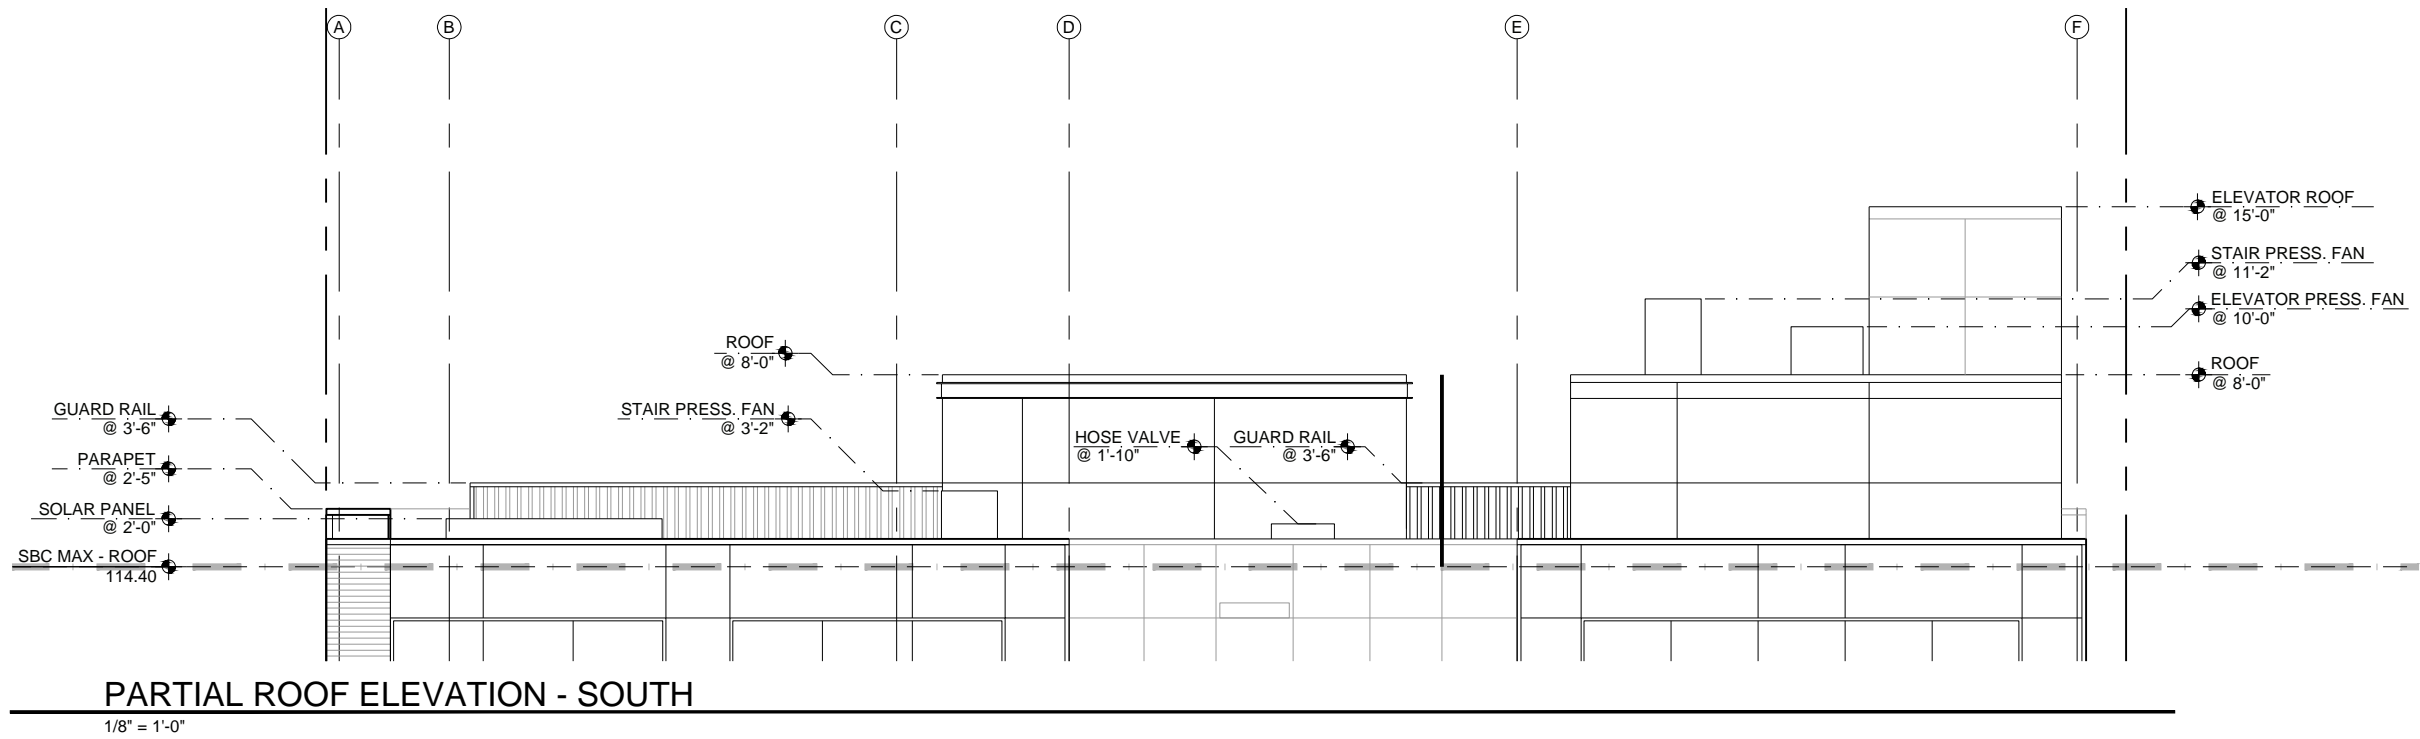 A
B
C
D
E
F
ELEVATOR ROOF
@ 15'-0"
STAIR PRESS. FAN
@ 11'-2"
ELEVATOR PRESS. FAN
@ 10'-0"
ROOF
@ 8'-0"
ROOF
@ 8'-0"
GUARD RAIL
@ 3'-6"
STAIR PRESS. FAN
@ 3'-2"
HOSE VALVE
@ 1'-10"
GUARD RAIL
@ 3'-6"
PARAPET
@ 2'-5"
SOLAR PANEL
@ 2'-0"
SBC MAX - ROOF
114.40
PARTIAL ROOF ELEVATION - SOUTH
1/8" = 1'-0"